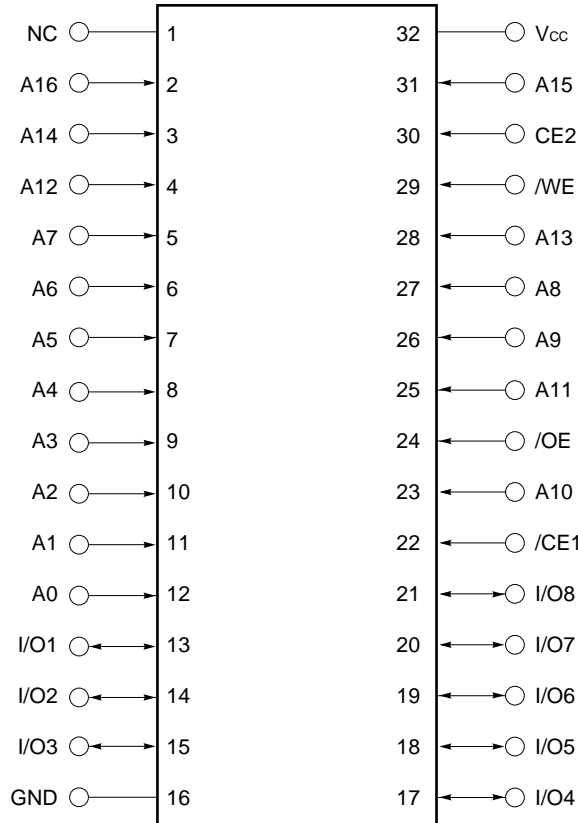 NC 1 32 Vcc
A16 2 31 A15
A14 3 30 CE2
A12 4 29 /WE
A7 5 28 A13
A6 6 27 A8
A5 7 26 A9
A4 8 25 A11
A3 9 24 /OE
A2 10 23 A10
A1 11 22 /CE1
A0 12 21 I/O8
I/O1 13 20 I/O7
I/O2 14 19 I/O6
I/O3 15 18 I/O5
GND 16 17 I/O4